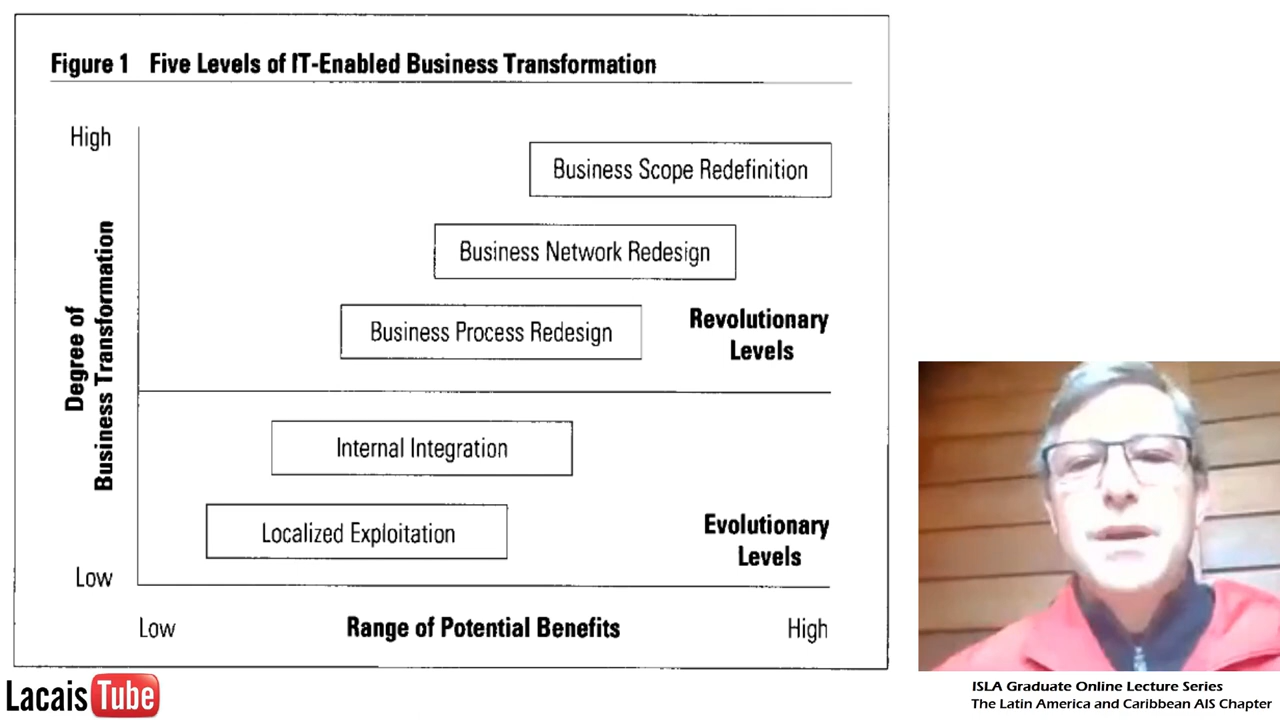 Figure 1 Five Levels of IT-Enabled Business Transformation
High
Business Scope Redefinition
Business Network Redesign
Business Process Redesign
Revolutionary
Levels
Degree of
Business Transformation
Internal Integration
Localized Exploitation
Evolutionary
Levels
Low
Low
Range of Potential Benefits
High
Lacais Tube
ISLA Graduate Online Lecture Series
The Latin America and Caribbean AIS Chapter